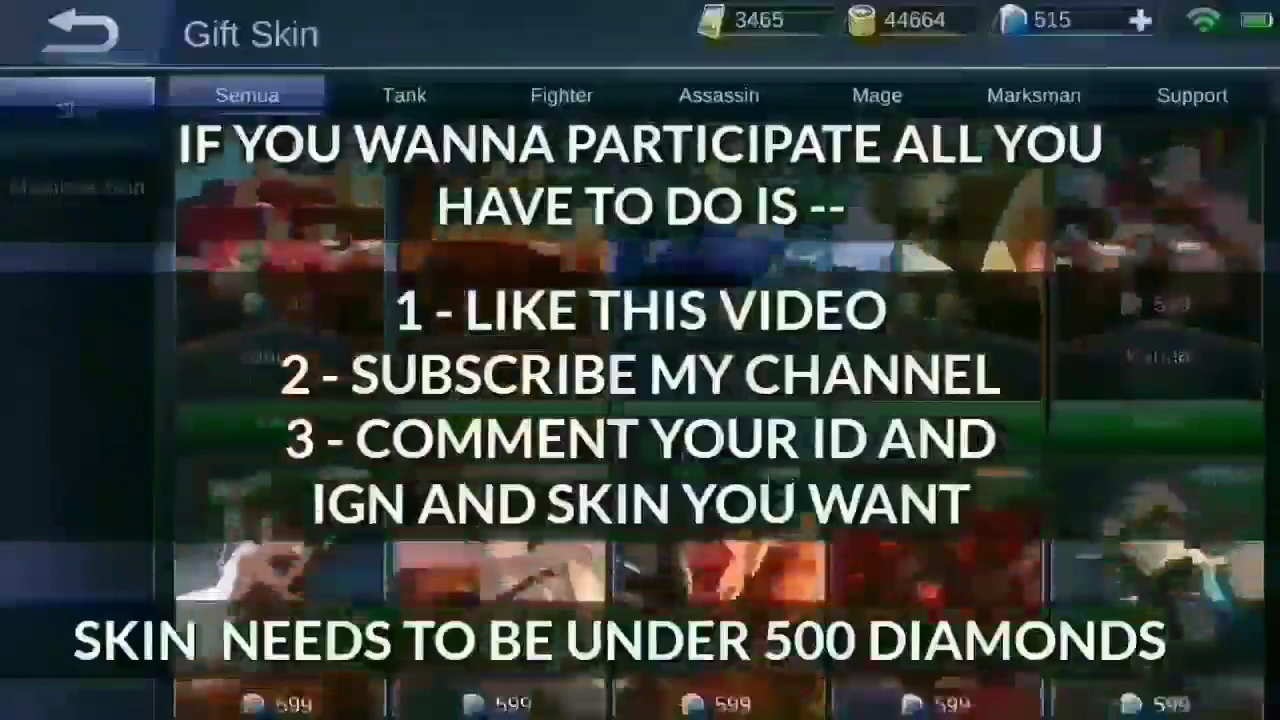 Gift Skin
3465
44664
515
Semua
Tank
Fighter
Assassin
Mage
Marksman
Support
IF YOU WANNA PARTICIPATE ALL YOU
HAVE TO DO IS --
1 - LIKE THIS VIDEO
2 - SUBSCRIBE MY CHANNEL
3 - COMMENT YOUR ID AND
IGN AND SKIN YOU WANT
SKIN NEEDS TO BE UNDER 500 DIAMONDS
599
599
599
599
599